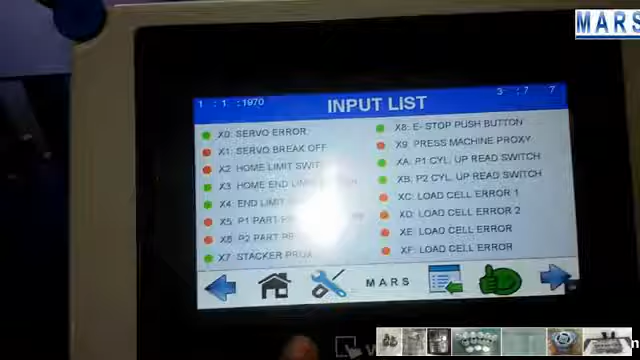 MARS
1 : 1 :1970
INPUT LIST
3 : 7 7
X0: SERVO ERROR
X1: SERVO BREAK OFF
X2: HOME LIMIT
X3: HOME END LIMIT
X4: END LIMIT
X5: P1 PART
X6: P2 PART
X7: STACKER
X8: E- STOP PUSH BUTTON
X9: PRESS MACHINE PROXY
XA: P1 CYL. UP READ SWITCH
XB: P2 CYL. UP READ SWITCH
XC: LOAD CELL ERROR 1
XD: LOAD CELL ERROR 2
XE: LOAD CELL ERROR
XF: LOAD CELL ERROR
MARS